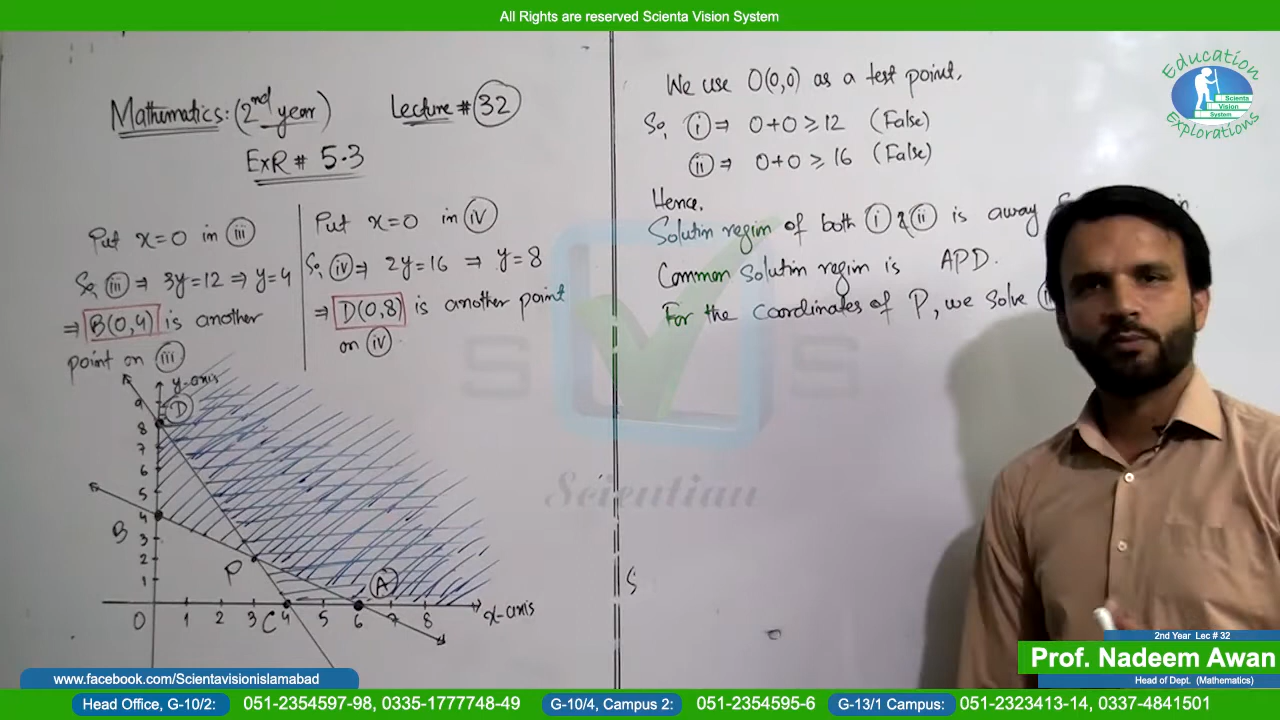 All Rights are reserved Scienta Vision System
Mathematics: (2nd year)
Lecture # 32
ExR # 5.3
Put x=0 in (iii)
So, (iii) ⇒ 3y=12 ⇒ y=4
⇒ B(0,4) is another
point on (iii)
Put x=0 in (iv)
So, (iv) ⇒ 2y=16 ⇒ y=8
⇒ D(0,8) is another point
on (iv).
y-axis
9
D
8
7
6
5
4
B
3
2
1
P
A
0 1 2 3 C 4 5 6 7 8
x-axis
We use O(0,0) as a test point.
So, (i) ⇒ 0+0 ≥ 12 (False)
(ii) ⇒ 0+0 ≥ 16 (False)
Hence,
Solution region of both (i) & (ii) is away
Common solution region is APD.
For the coordinates of P, we solve
S
Education
Scienta
Vision
System
Explorations
S S
Scientian
2nd Year Lec # 32
Prof. Nadeem Awan
Head of Dept. (Mathematics)
www.facebook.com/Scientavisionislamabad
Head Office, G-10/2: 051-2354597-98, 0335-1777748-49 G-10/4, Campus 2: 051-2354595-6 G-13/1 Campus: 051-2323413-14, 0337-4841501